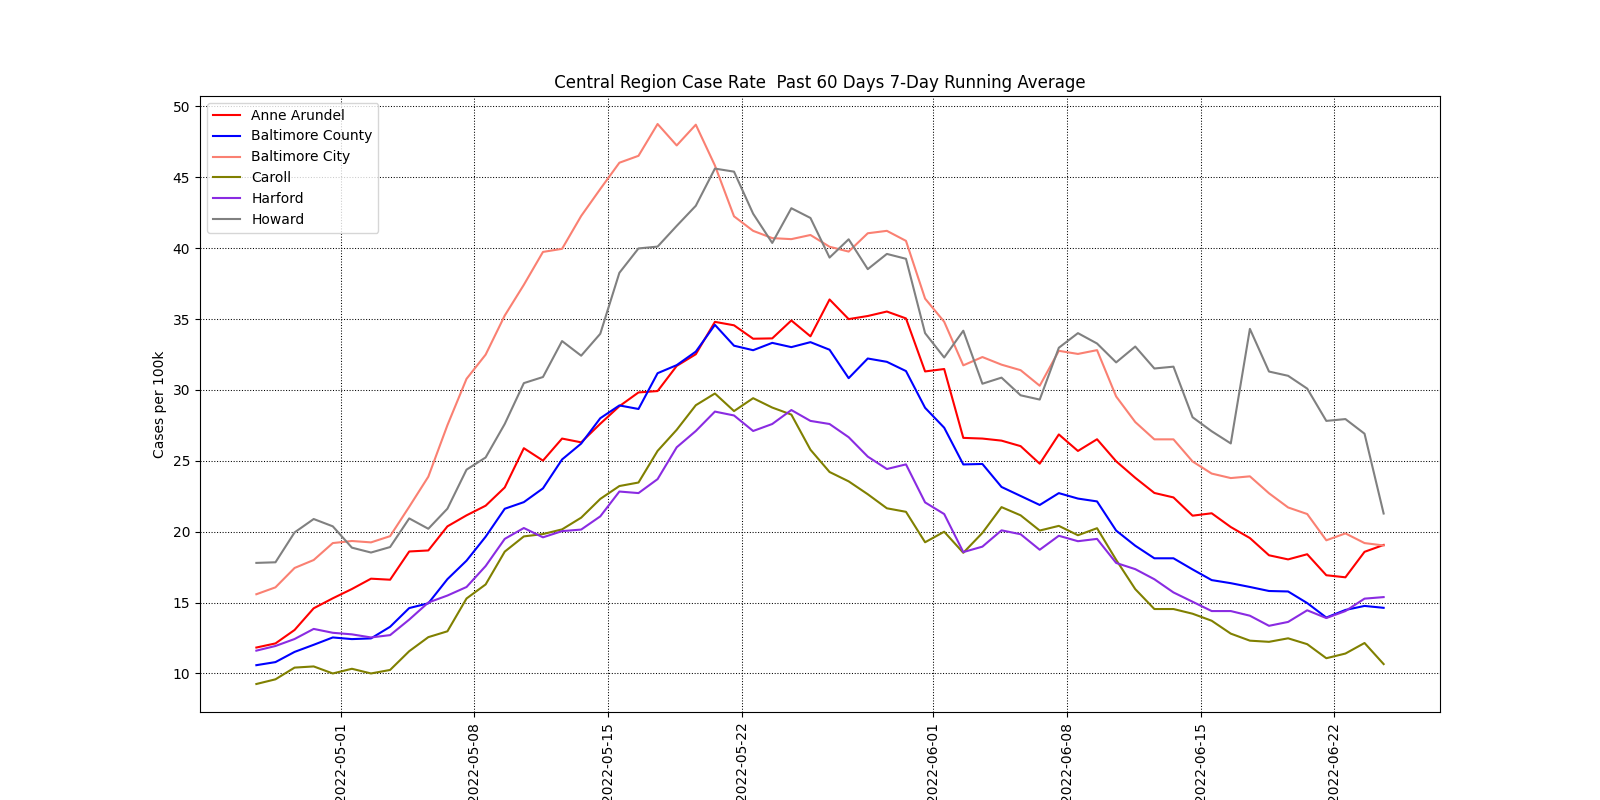 Central Region Case Rate  Past 60 Days 7-Day Running Average
50
45
40
35
30
25
20
15
10
Cases per 100k
Anne Arundel
Baltimore County
Baltimore City
Caroll
Harford
Howard
2022-05-01
2022-05-08
2022-05-15
2022-05-22
2022-06-01
2022-06-08
2022-06-15
2022-06-22